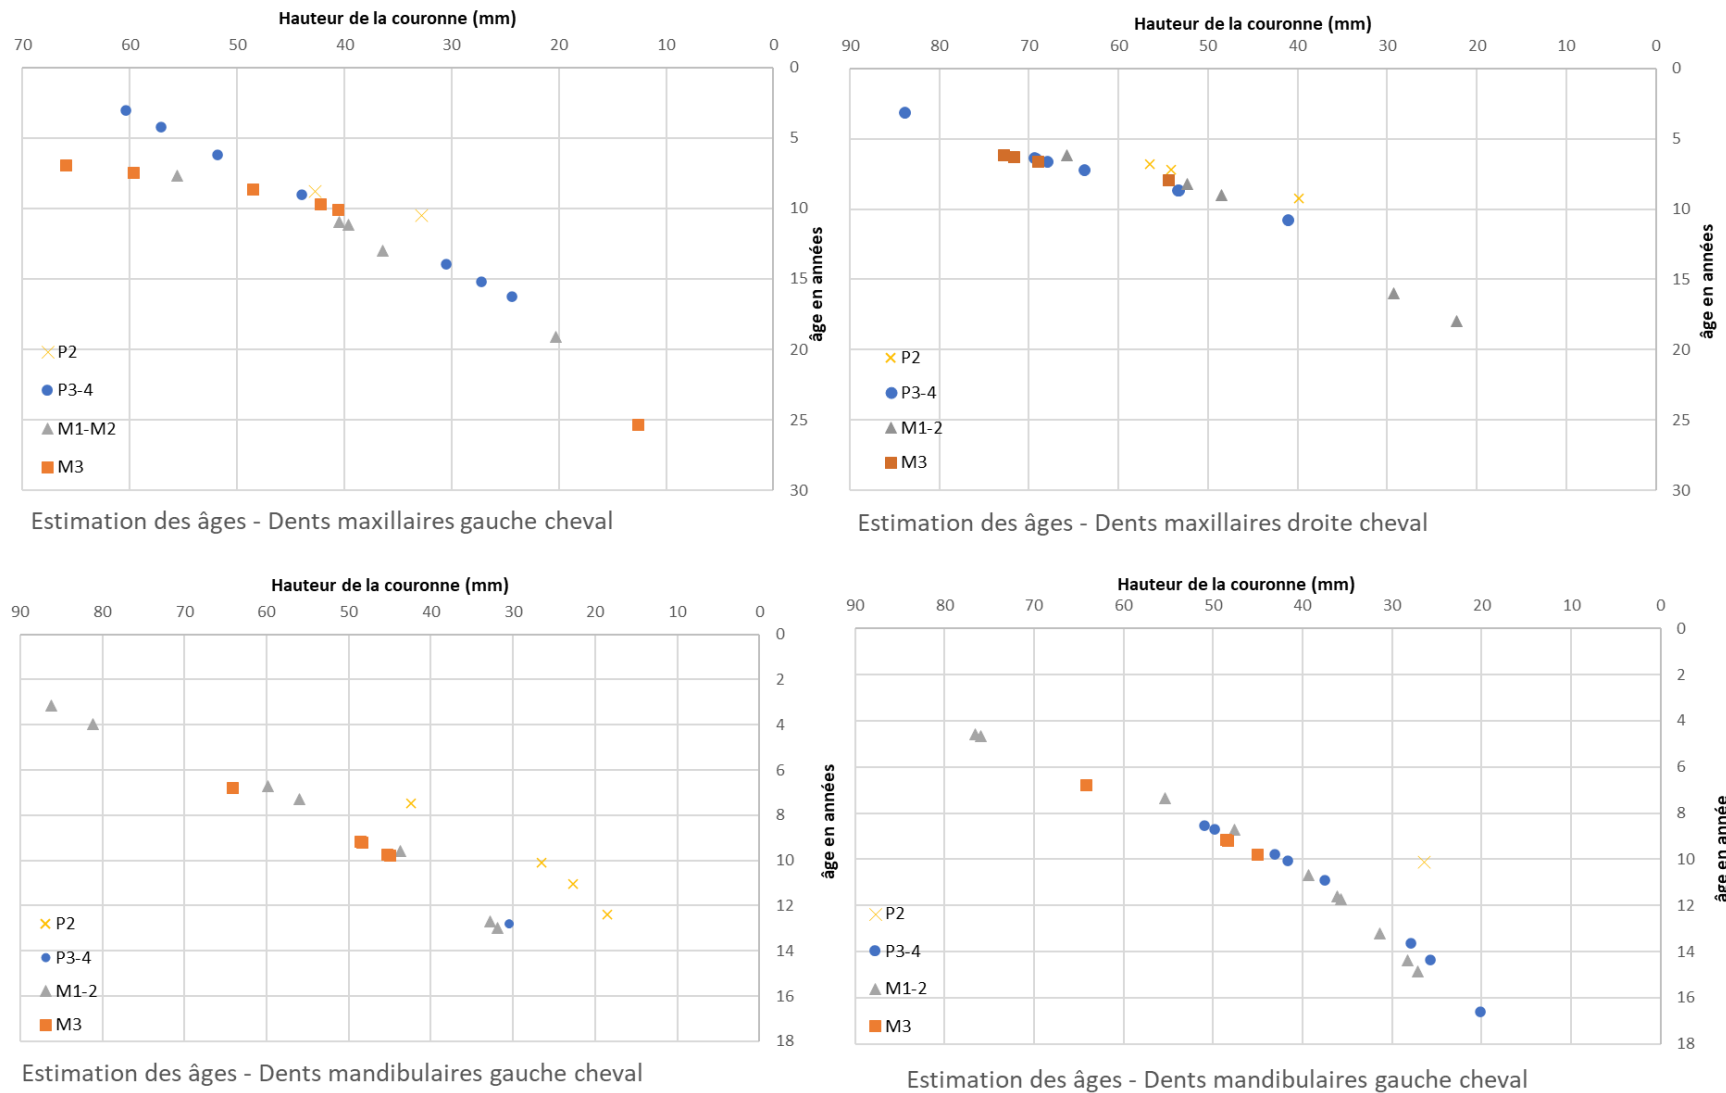 Hauteur de la couronne (mm)
70 60 50 40 30 20 10 0
0
5
10
15
20
25
30
âge en années
P2
P3-4
M1-M2
M3
Estimation des âges - Dents maxillaires gauche cheval
Hauteur de la couronne (mm)
90 80 70 60 50 40 30 20 10 0
0
5
10
15
20
25
30
âge en années
P2
P3-4
M1-2
M3
Estimation des âges - Dents maxillaires droite cheval
Hauteur de la couronne (mm)
90 80 70 60 50 40 30 20 10 0
0
2
4
6
8
10
12
14
16
18
âge en années
P2
P3-4
M1-2
M3
Estimation des âges - Dents mandibulaires gauche cheval
Hauteur de la couronne (mm)
90 80 70 60 50 40 30 20 10 0
0
2
4
6
8
10
12
14
16
18
âge en année
P2
P3-4
M1-2
M3
Estimation des âges - Dents mandibulaires gauche cheval